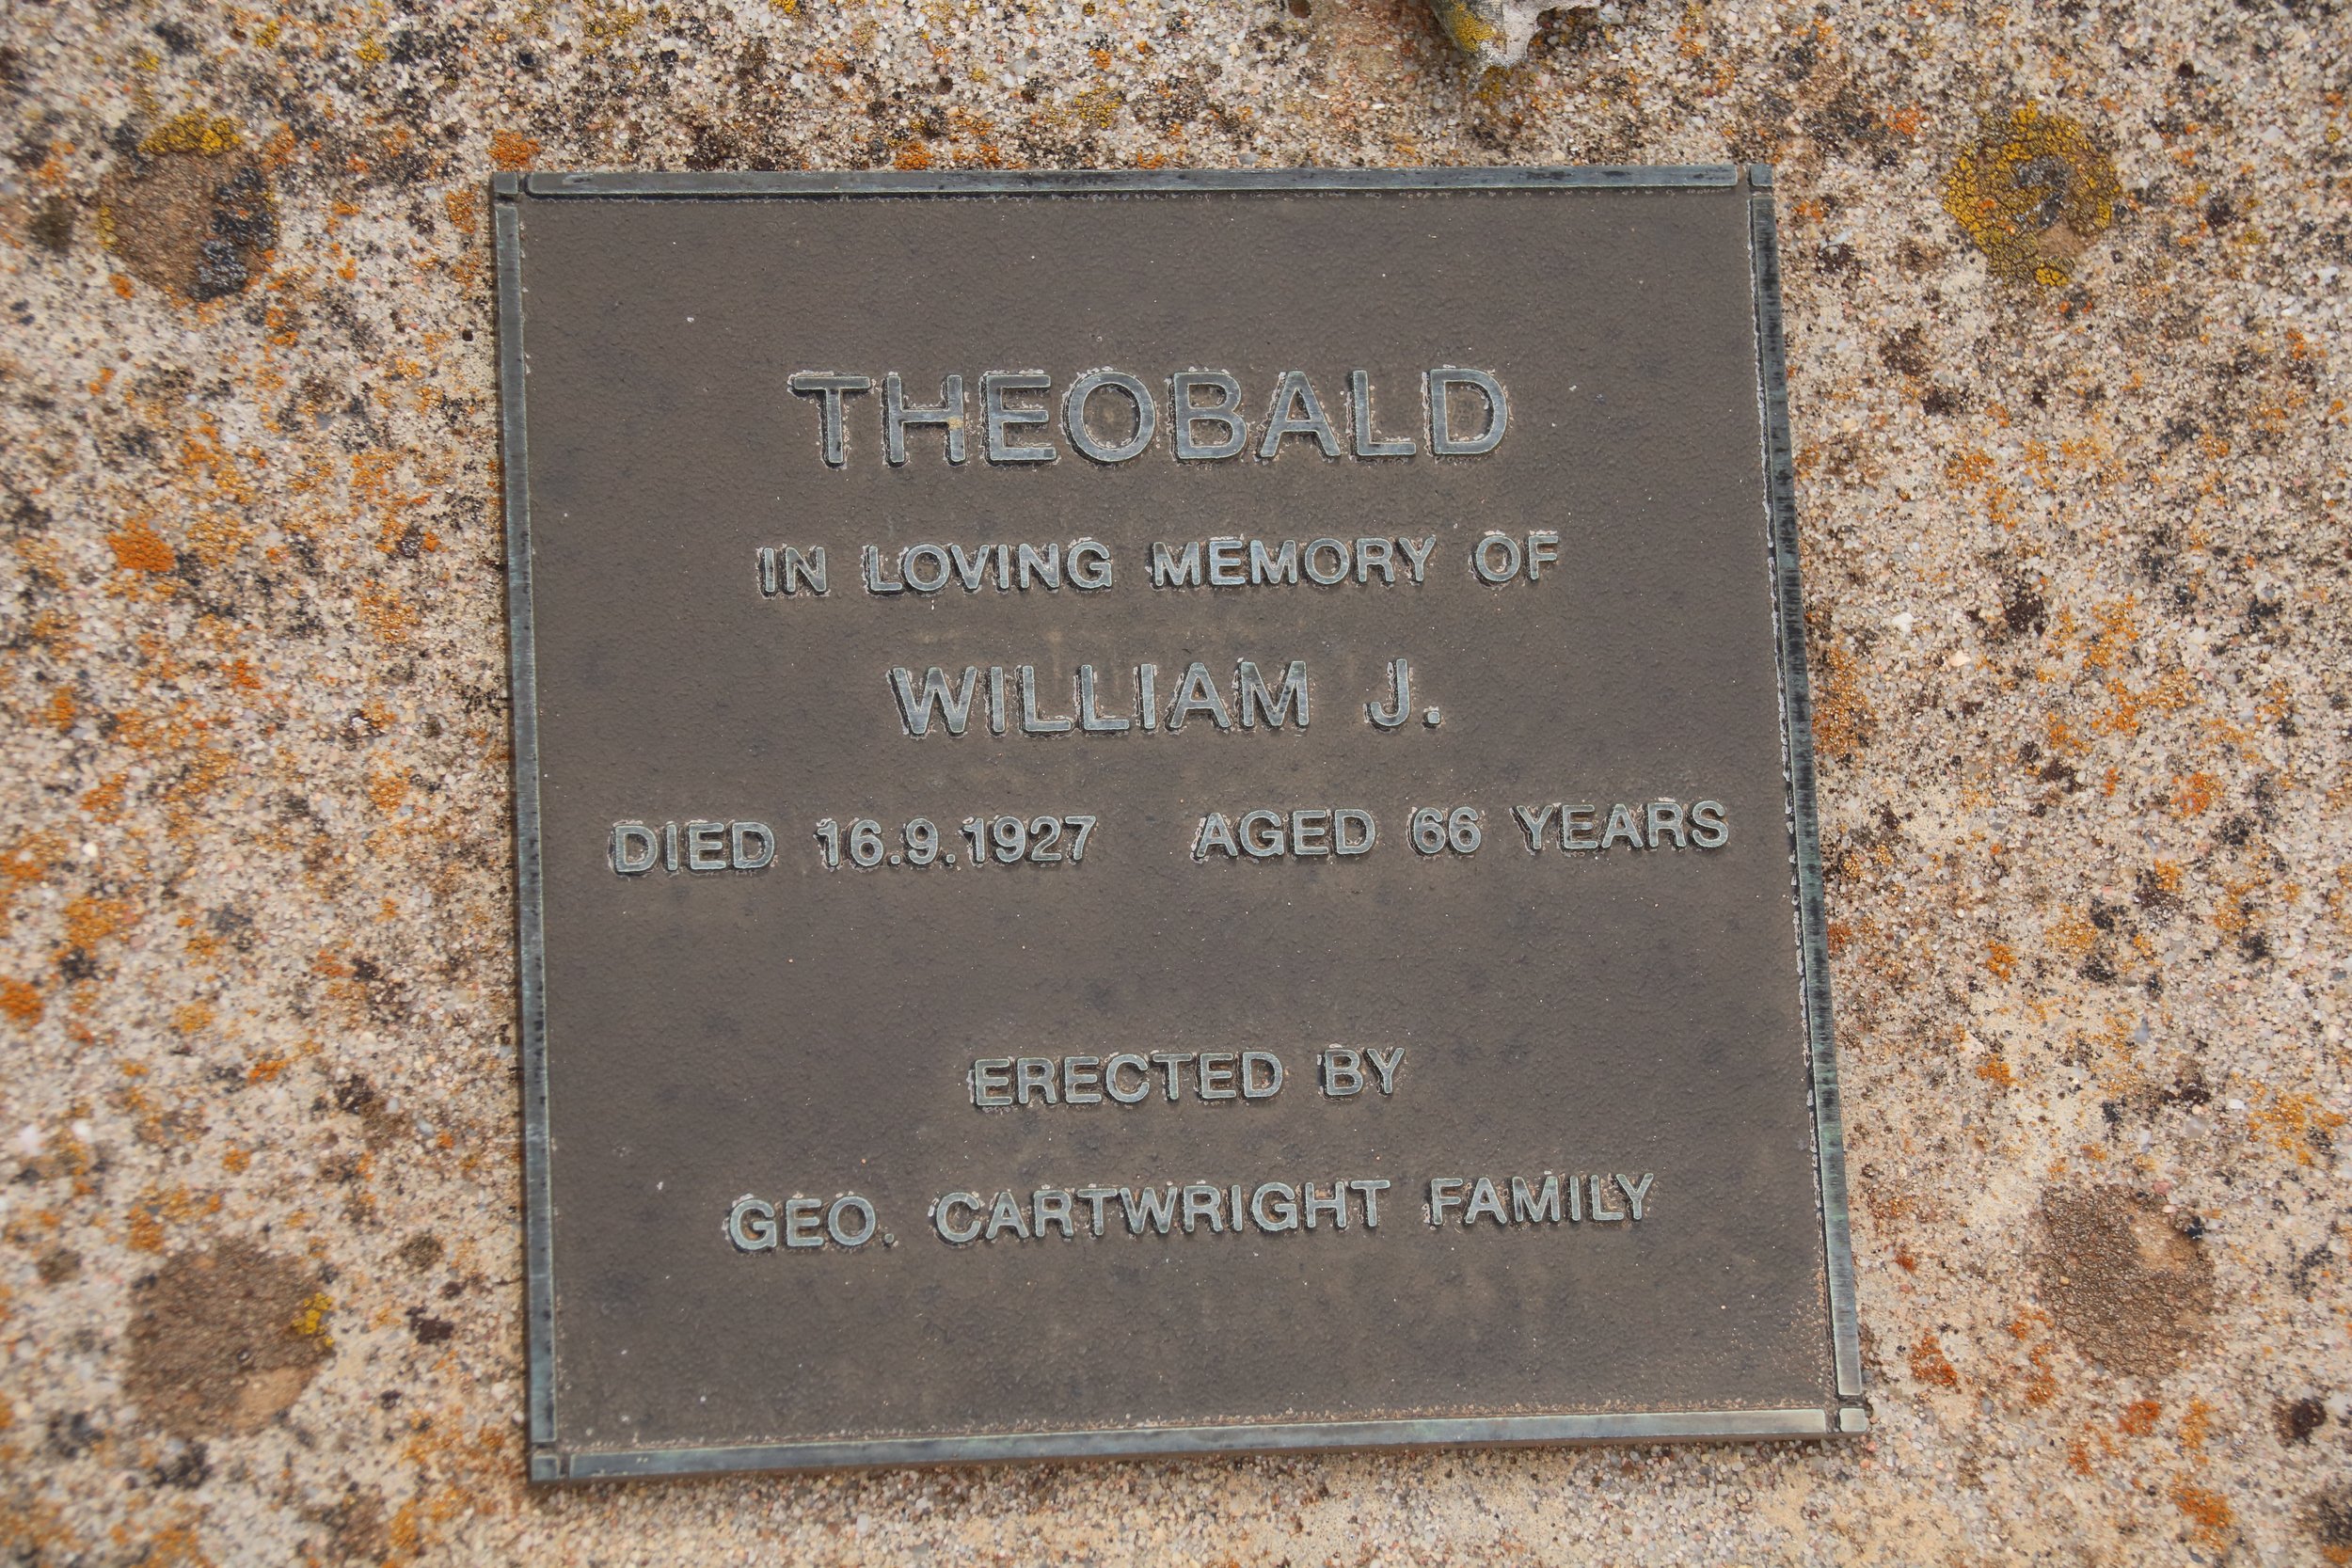 THEOBALD
IN LOVING MEMORY OF
WILLIAM J.
DIED 16.9.1927 AGED 66 YEARS
ERECTED BY
GEO. CARTWRIGHT FAMILY